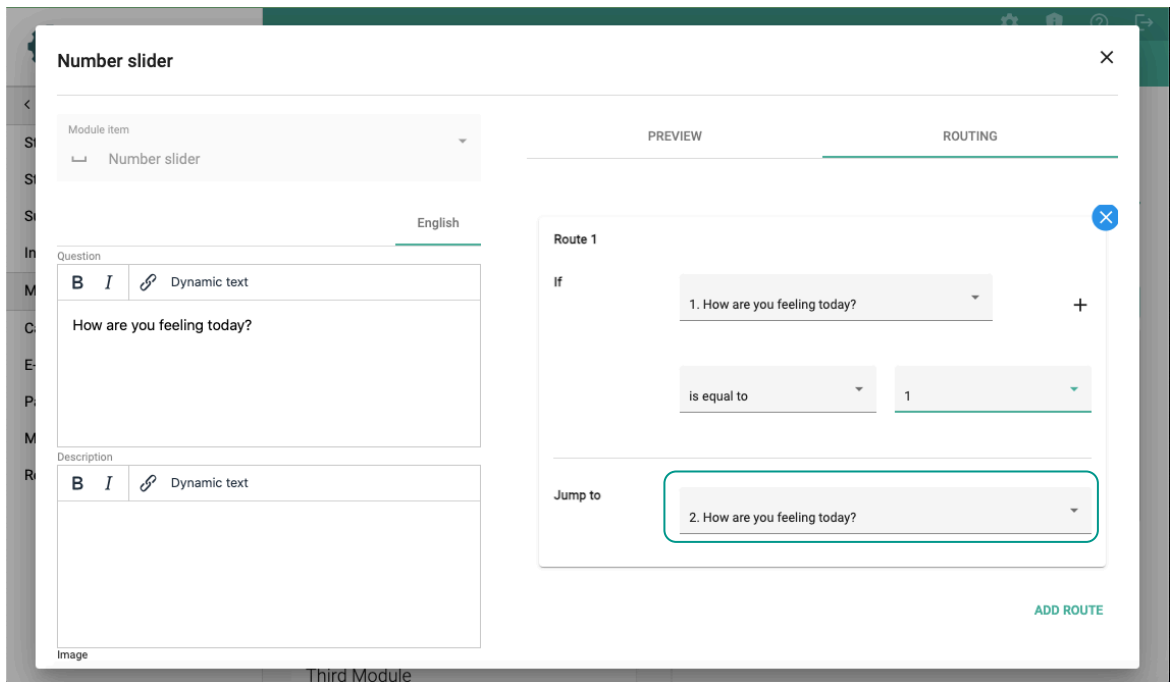 Number slider
Module item
Number slider
PREVIEW
ROUTING
English
Question
B I Dynamic text
How are you feeling today?
Description
B I Dynamic text
Image
Route 1
If
1. How are you feeling today?
is equal to
1
Jump to
2. How are you feeling today?
ADD ROUTE
Third Module